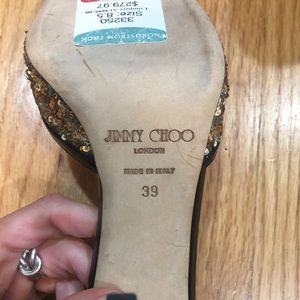 nordstrom rack
Size: 8.5
33250
$279.97
JIMMY CHOO
LONDON
MADE IN ITALY
39